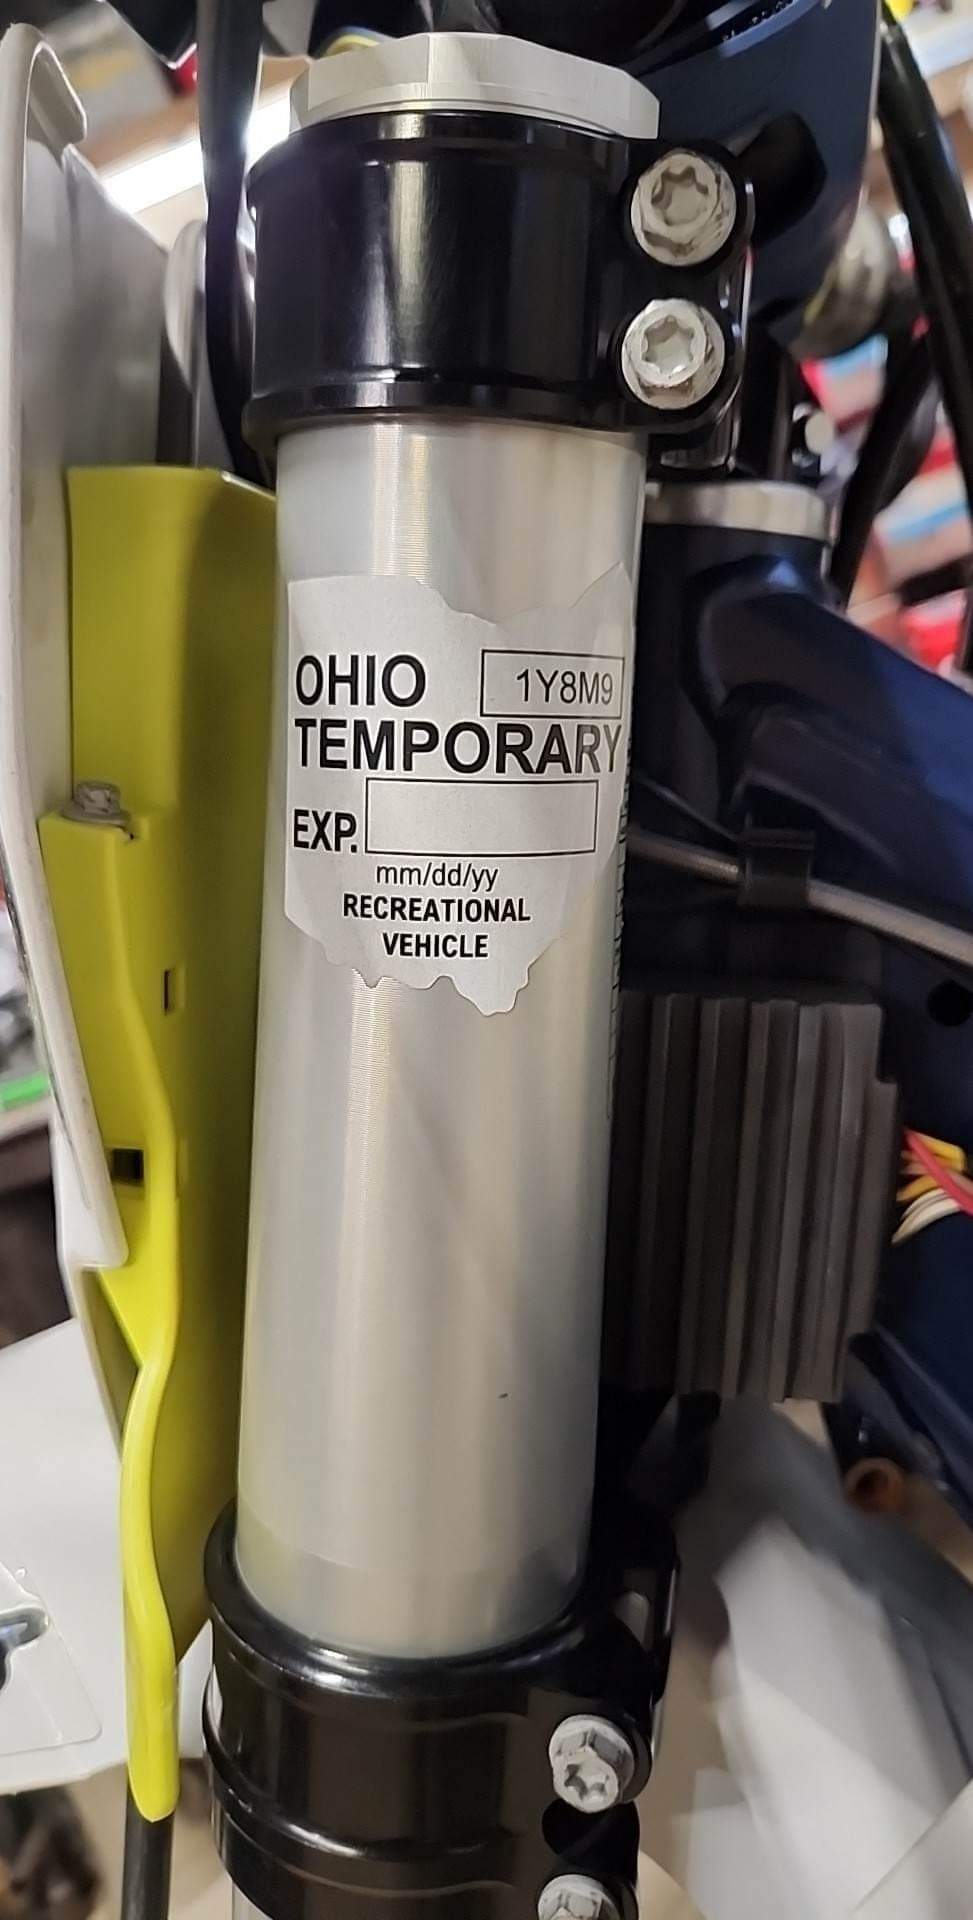 OHIO 1Y8M9
TEMPORARY
EXP.
mm/dd/yy
RECREATIONAL
VEHICLE